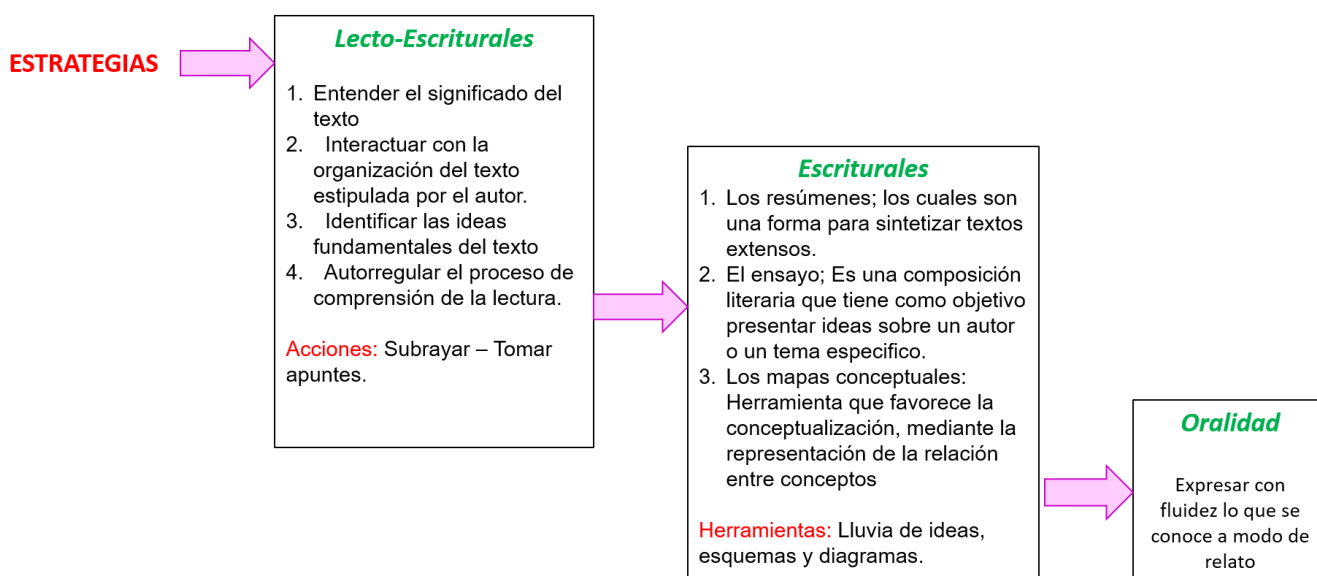 ESTRATEGIAS
Lecto-Escriturales
1. Entender el significado del
texto
2. Interactuar con la
organización del texto
estipulada por el autor.
3. Identificar las ideas
fundamentales del texto
4. Autorregular el proceso de
comprensión de la lectura.
Acciones: Subrayar – Tomar
apuntes.
Escriturales
1. Los resúmenes; los cuales son
una forma para sintetizar textos
extensos.
2. El ensayo; Es una composición
literaria que tiene como objetivo
presentar ideas sobre un autor
o un tema especifico.
3. Los mapas conceptuales:
Herramienta que favorece la
conceptualización, mediante la
representación de la relación
entre conceptos
Herramientas: Lluvia de ideas,
esquemas y diagramas.
Oralidad
Expresar con
fluidez lo que se
conoce a modo de
relato